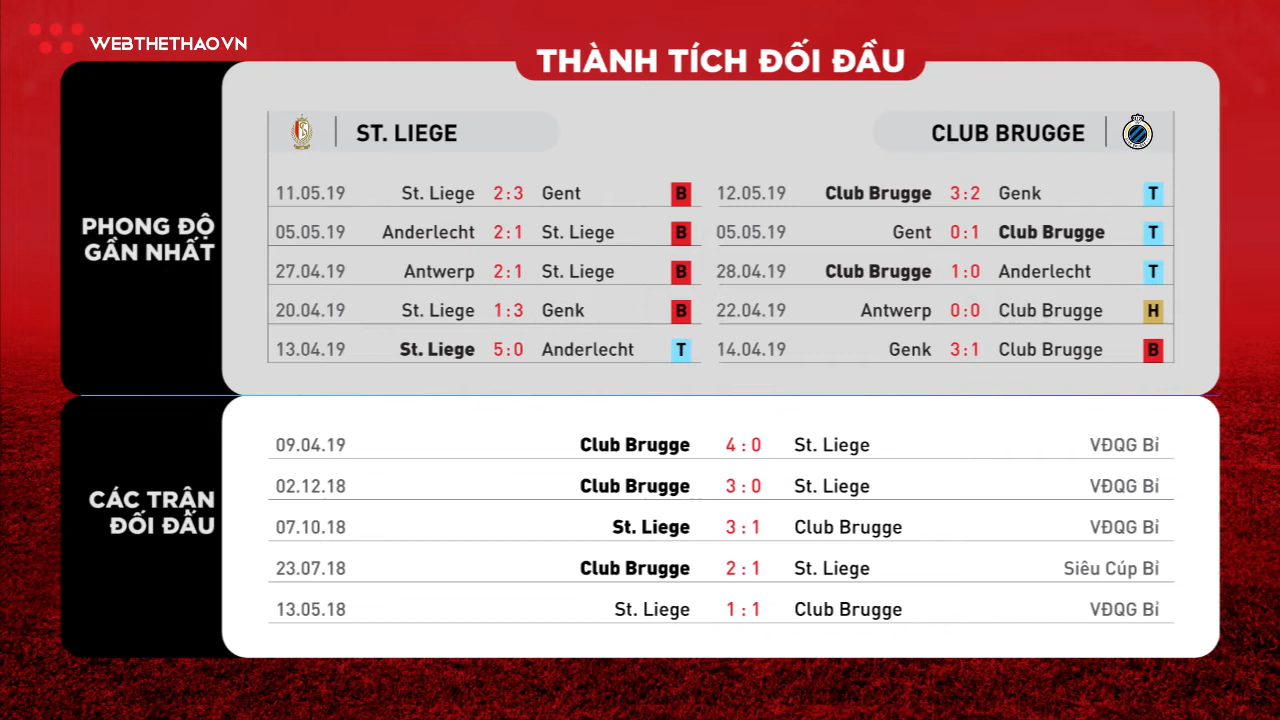 WEBTHETHAOVN
THÀNH TÍCH ĐỐI ĐẦU
ST. LIEGE
CLUB BRUGGE
PHONG ĐỘ
GẦN NHẤT
11.05.19 St. Liege 2:3 Gent B
05.05.19 Anderlecht 2:1 St. Liege B
27.04.19 Antwerp 2:1 St. Liege B
20.04.19 St. Liege 1:3 Genk B
13.04.19 St. Liege 5:0 Anderlecht T
12.05.19 Club Brugge 3:2 Genk T
05.05.19 Gent 0:1 Club Brugge T
28.04.19 Club Brugge 1:0 Anderlecht T
22.04.19 Antwerp 0:0 Club Brugge H
14.04.19 Genk 3:1 Club Brugge B
CÁC TRẬN
ĐỐI ĐẦU
09.04.19 Club Brugge 4:0 St. Liege VĐQG Bỉ
02.12.18 Club Brugge 3:0 St. Liege VĐQG Bỉ
07.10.18 St. Liege 3:1 Club Brugge VĐQG Bỉ
23.07.18 Club Brugge 2:1 St. Liege Siêu Cúp Bỉ
13.05.18 St. Liege 1:1 Club Brugge VĐQG Bỉ